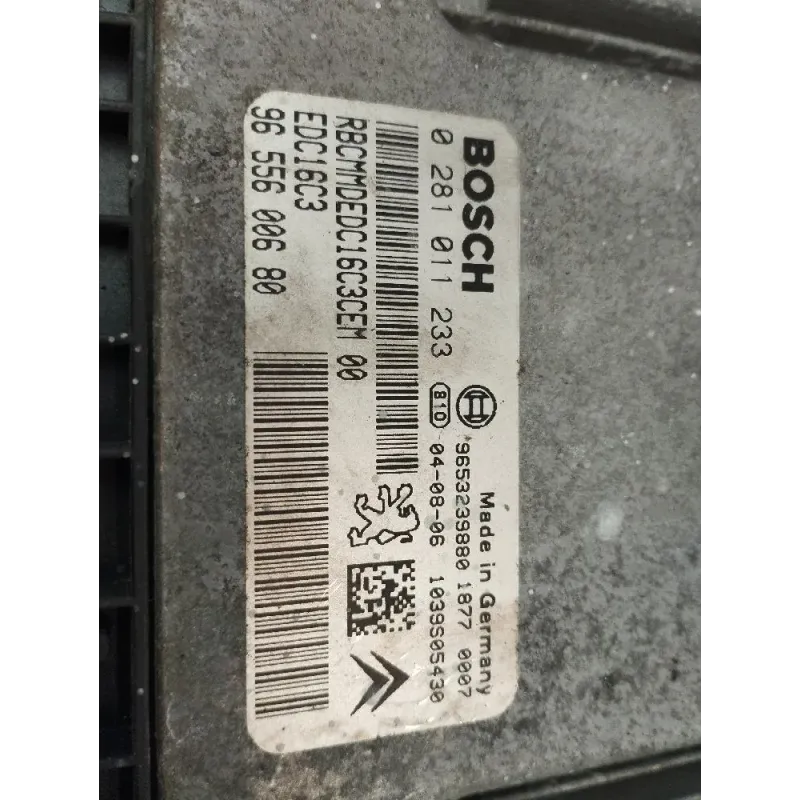 BOSCH
Made in Germany
0 281 011 233
9653239880 1877 0007
810 04-08-06 1039S05430
RBCMMDEDC16C3CEM 00
EDC16C3
96 556 006 80